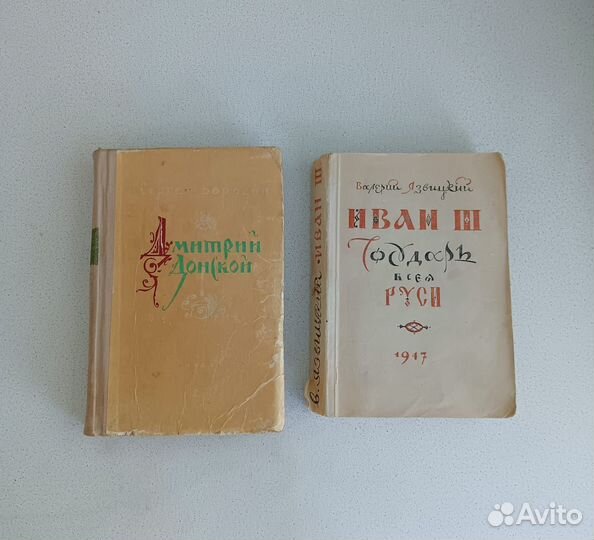 Сергей Бородин
Дмитрий
Донской
В. ЯЗВИЦКИЙ · ИВАН III
Валерий Язвицкий
ИВАН III
Государь
всея
РУСИ
1947
Avito